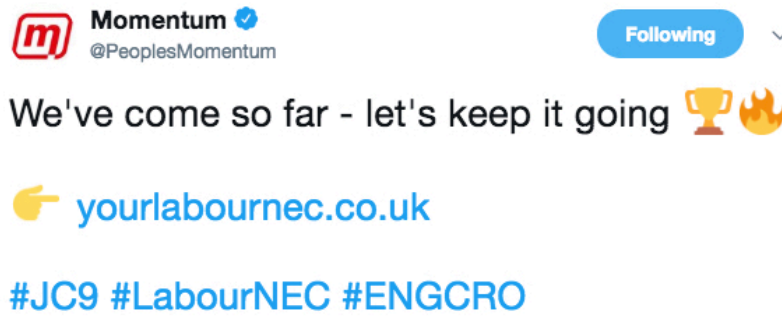 Momentum
@PeoplesMomentum
Following
We've come so far - let's keep it going 🏆🔥
👉 yourlabournec.co.uk
#JC9 #LabourNEC #ENGCRO